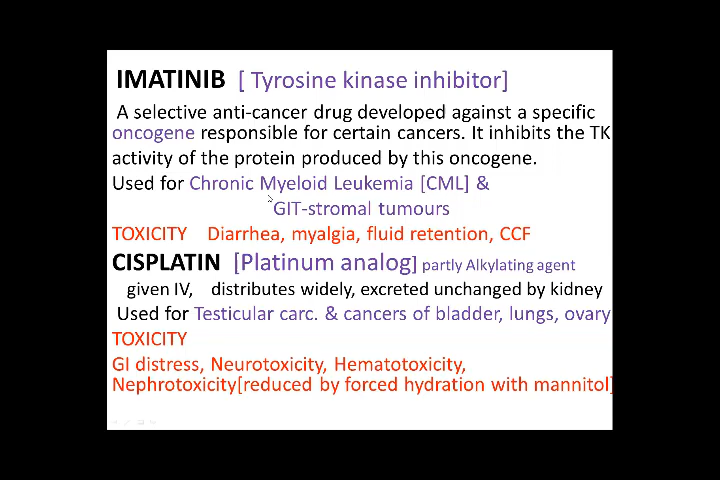 IMATINIB [ Tyrosine kinase inhibitor]
A selective anti-cancer drug developed against a specific
oncogene responsible for certain cancers. It inhibits the TK
activity of the protein produced by this oncogene.
Used for Chronic Myeloid Leukemia [CML] &
GIT-stromal tumours
TOXICITY Diarrhea, myalgia, fluid retention, CCF
CISPLATIN [Platinum analog] partly Alkylating agent
given IV, distributes widely, excreted unchanged by kidney
Used for Testicular carc. & cancers of bladder, lungs, ovary
TOXICITY
GI distress, Neurotoxicity, Hematotoxicity,
Nephrotoxicity[reduced by forced hydration with mannitol]